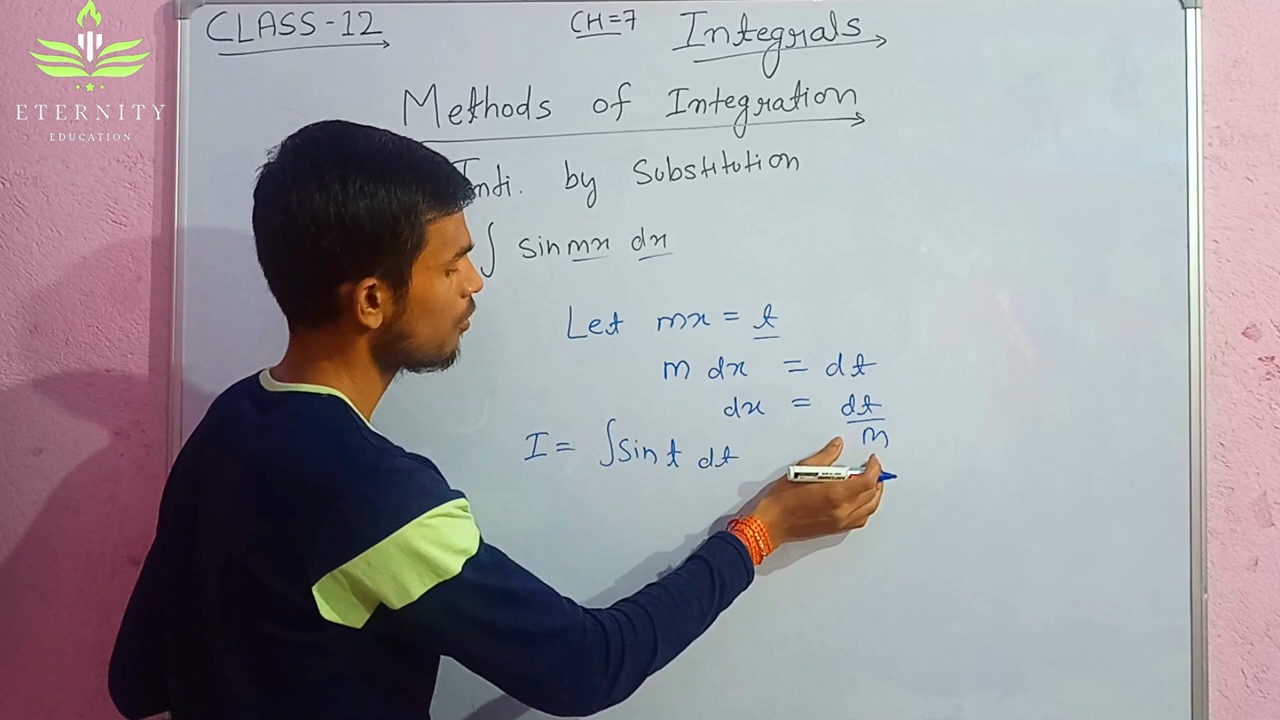 ETERNITY
EDUCATION
CLASS-12
CH=7
Integrals
Methods of Integration
Inti. by Substitution
∫ sin mx dx
Let mx = t
m dx = dt
dx = dt/m
I = ∫ sin t dt